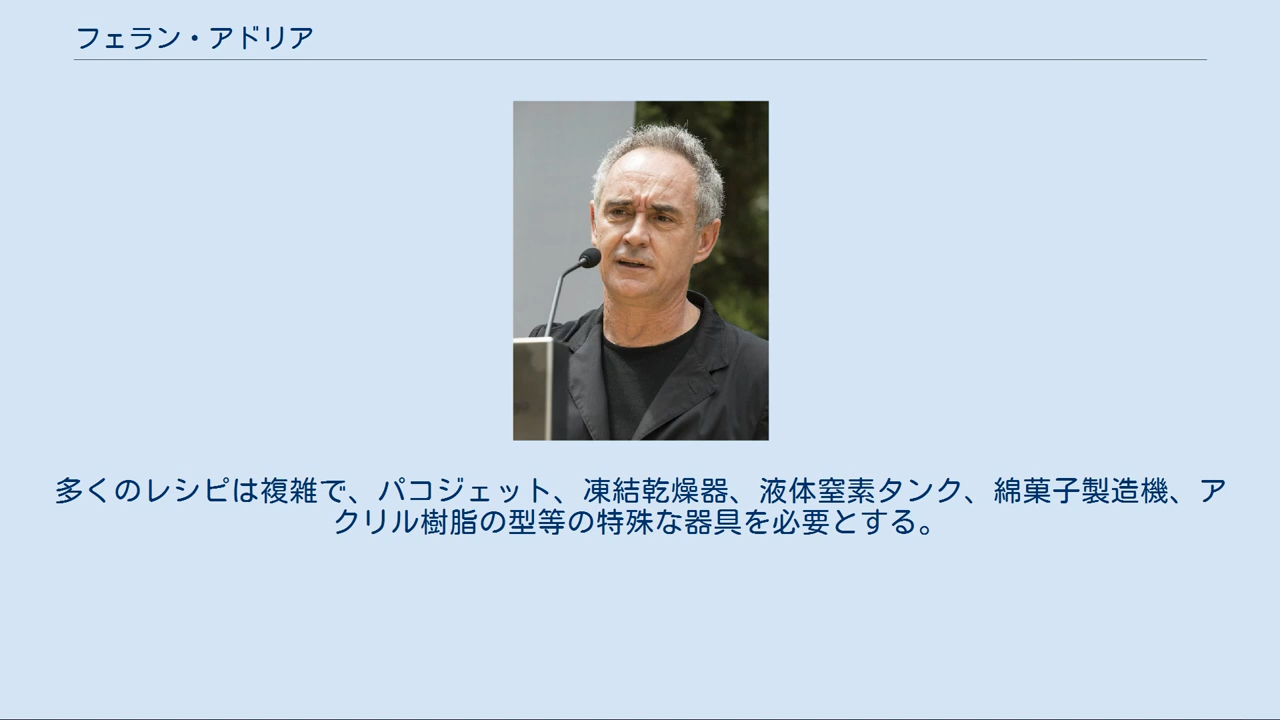 フェラン・アドリア
多くのレシピは複雑で、パコジェット、凍結乾燥器、液体窒素タンク、綿菓子製造機、ア
クリル樹脂の型等の特殊な器具を必要とする。